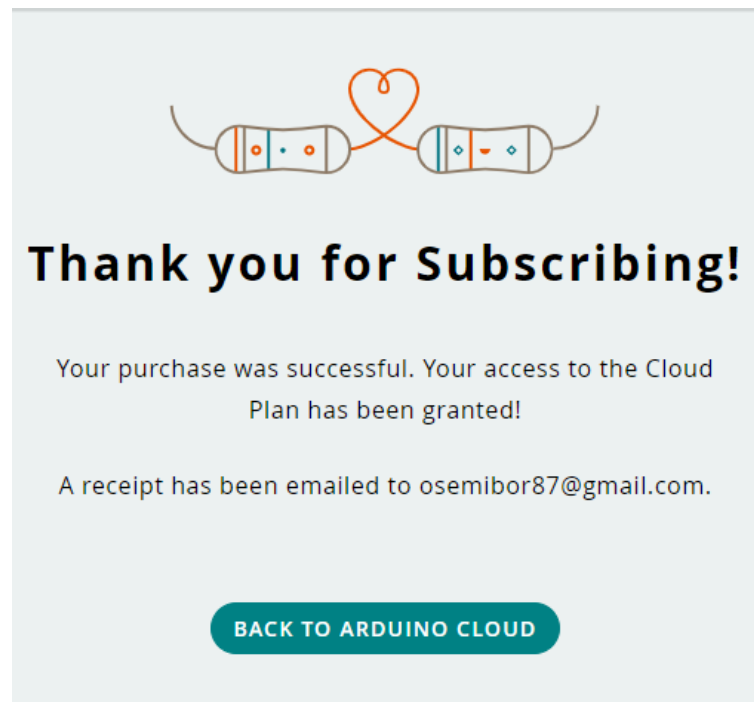 Thank you for Subscribing!
Your purchase was successful. Your access to the Cloud
Plan has been granted!
A receipt has been emailed to osemibor87@gmail.com.
BACK TO ARDUINO CLOUD